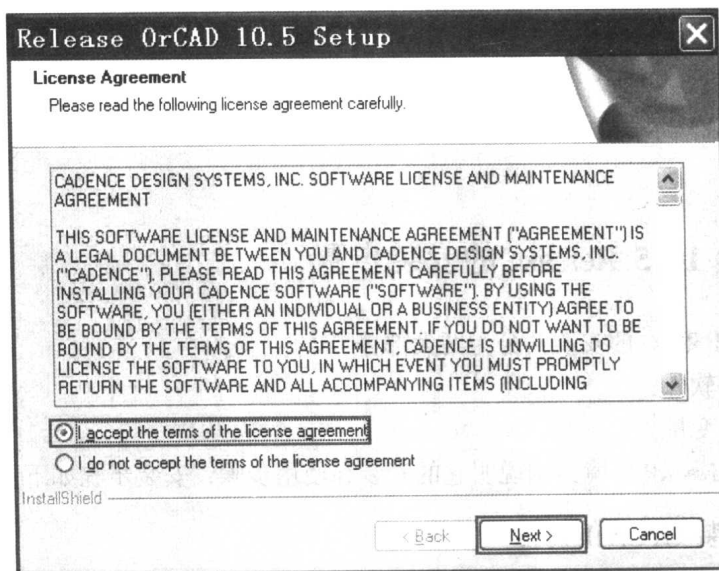 Release OrCAD 10.5 Setup
License Agreement
Please read the following license agreement carefully.
CADENCE DESIGN SYSTEMS, INC. SOFTWARE LICENSE AND MAINTENANCE
AGREEMENT
THIS SOFTWARE LICENSE AND MAINTENANCE AGREEMENT ("AGREEMENT") IS
A LEGAL DOCUMENT BETWEEN YOU AND CADENCE DESIGN SYSTEMS, INC.
("CADENCE"). PLEASE READ THIS AGREEMENT CAREFULLY BEFORE
INSTALLING YOUR CADENCE SOFTWARE ("SOFTWARE"). BY USING THE
SOFTWARE, YOU (EITHER AN INDIVIDUAL OR A BUSINESS ENTITY) AGREE TO
BE BOUND BY THE TERMS OF THIS AGREEMENT. IF YOU DO NOT WANT TO BE
BOUND BY THE TERMS OF THIS AGREEMENT, CADENCE IS UNWILLING TO
LICENSE THE SOFTWARE TO YOU, IN WHICH EVENT YOU MUST PROMPTLY
RETURN THE SOFTWARE AND ALL ACCOMPANYING ITEMS (INCLUDING
I accept the terms of the license agreement
I do not accept the terms of the license agreement
InstallShield
< Back Next > Cancel